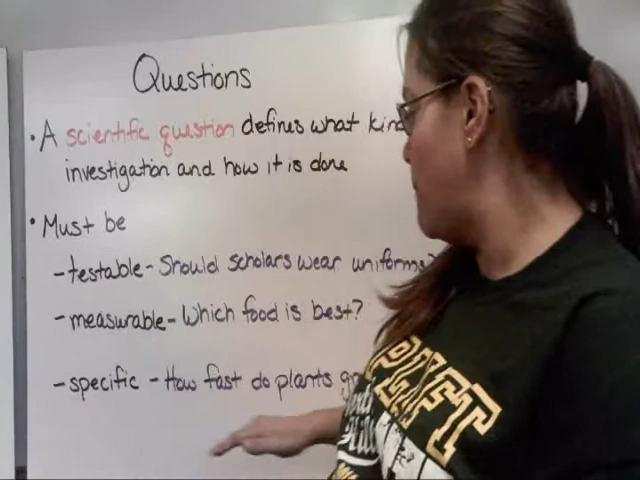 Questions
• A scientific question defines what kin
investigation and how it is done
• Must be
- testable - Should scholars wear uniforms?
- measurable - Which food is best?
- specific - How fast do plants